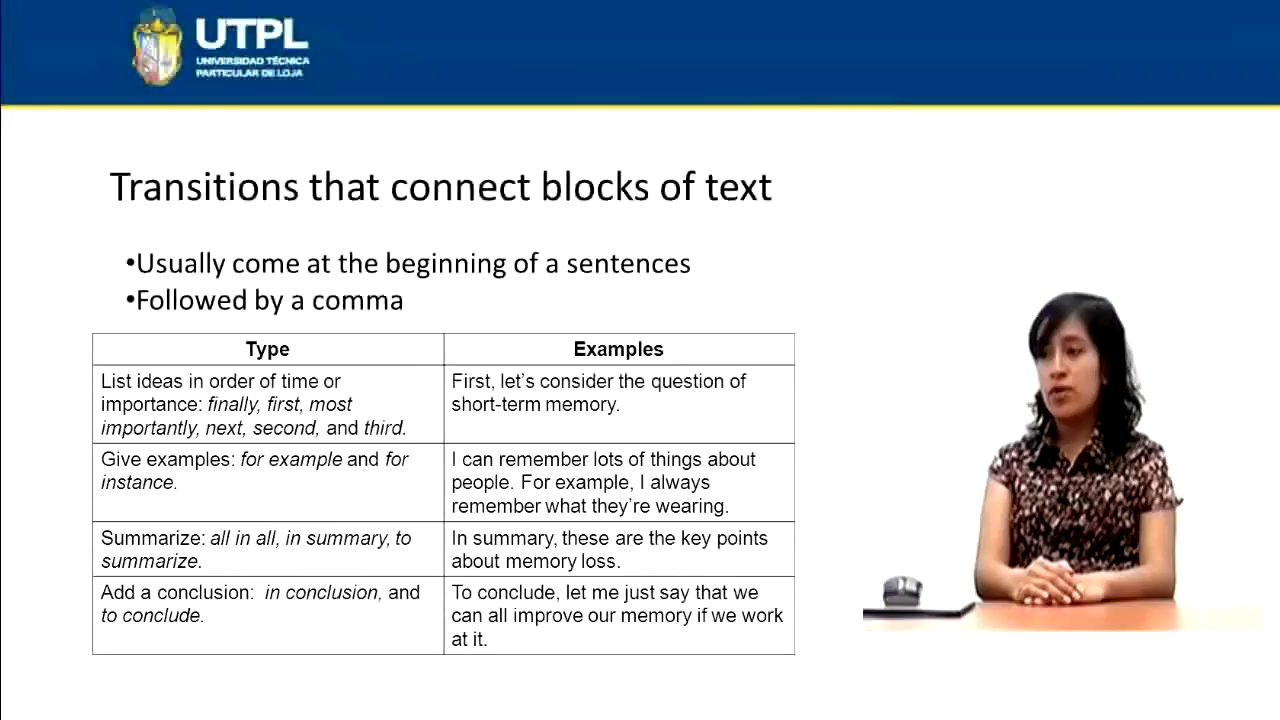 UTPL
UNIVERSIDAD TÉCNICA
PARTICULAR DE LOJA
Transitions that connect blocks of text
•Usually come at the beginning of a sentences
•Followed by a comma
Type
Examples
List ideas in order of time or
importance: finally, first, most
importantly, next, second, and third.
First, let's consider the question of
short-term memory.
Give examples: for example and for
instance.
I can remember lots of things about
people. For example, I always
remember what they're wearing.
Summarize: all in all, in summary, to
summarize.
In summary, these are the key points
about memory loss.
Add a conclusion: in conclusion, and
to conclude.
To conclude, let me just say that we
can all improve our memory if we work
at it.